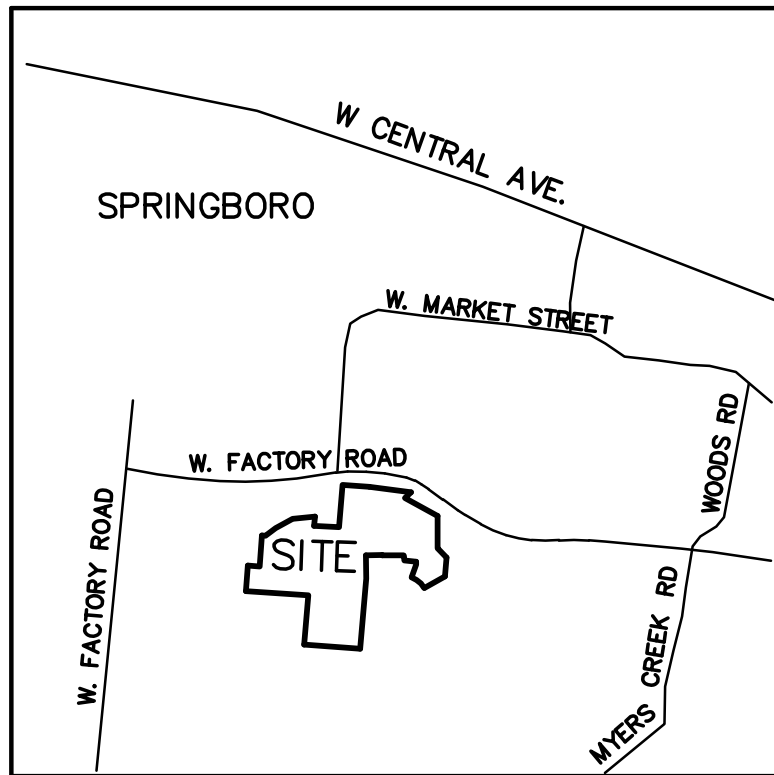 W CENTRAL AVE.
SPRINGBORO
W. MARKET STREET
WOODS RD
W. FACTORY ROAD
W. FACTORY ROAD
SITE
MYERS CREEK RD